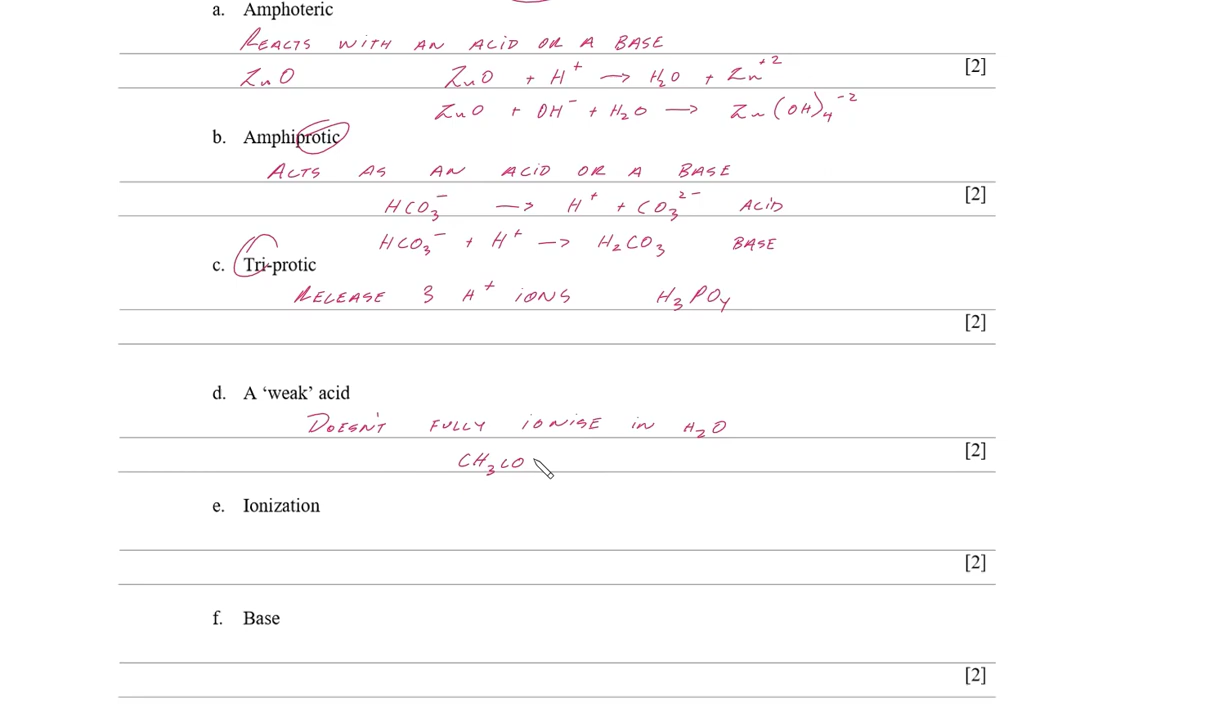 a. Amphoteric
REACTS WITH AN ACID OR A BASE
ZnO ZnO + H⁺ → H₂O + Zn⁺² [2]
ZnO + OH⁻ + H₂O → Zn(OH)₄⁻²
b. Amphiprotic
ACTS AS AN ACID OR A BASE
HCO₃⁻ → H⁺ + CO₃²⁻ ACID [2]
HCO₃⁻ + H⁺ → H₂CO₃ BASE
c. Tri-protic
RELEASE 3 H⁺ IONS H₃PO₄
[2]
d. A ‘weak’ acid
DOESN'T FULLY IONISE IN H₂O
CH₃CO [2]
e. Ionization
[2]
f. Base
[2]